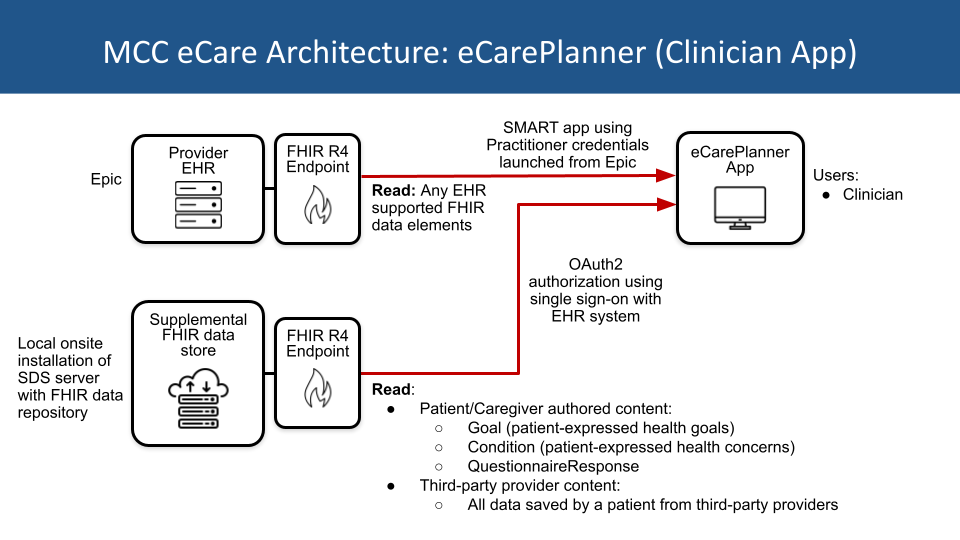 MCC eCare Architecture: eCarePlanner (Clinician App)
Epic
Provider
EHR
FHIR R4
Endpoint
SMART app using
Practitioner credentials
launched from Epic
Read: Any EHR
supported FHIR
data elements
eCarePlanner
App
Users:
● Clinician
OAuth2
authorization using
single sign-on with
EHR system
Local onsite
installation of
SDS server
with FHIR data
repository
Supplemental
FHIR data
store
FHIR R4
Endpoint
Read:
● Patient/Caregiver authored content:
○ Goal (patient-expressed health goals)
○ Condition (patient-expressed health concerns)
○ QuestionnaireResponse
● Third-party provider content:
○ All data saved by a patient from third-party providers